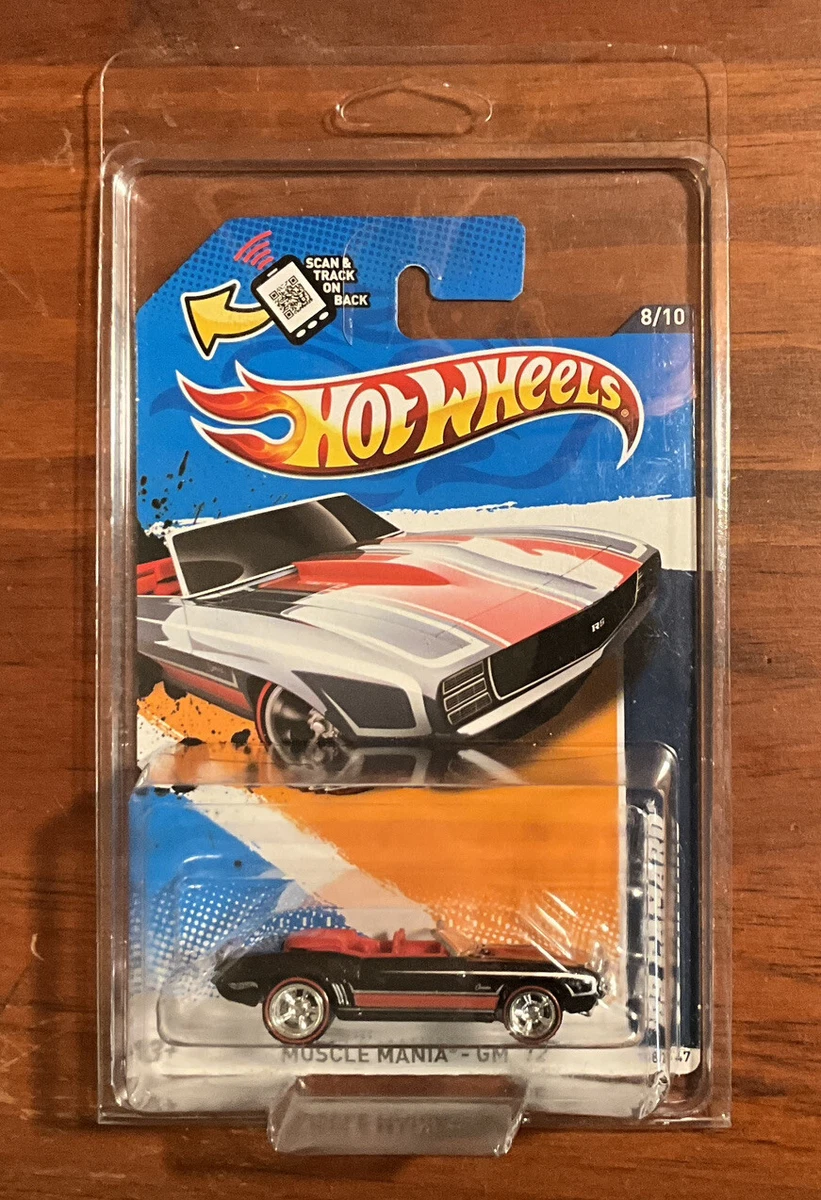 SCAN &
TRACK
ON
BACK
8/10
HOT WHEELS®
RS
MUSCLE MANIA® - GM '12